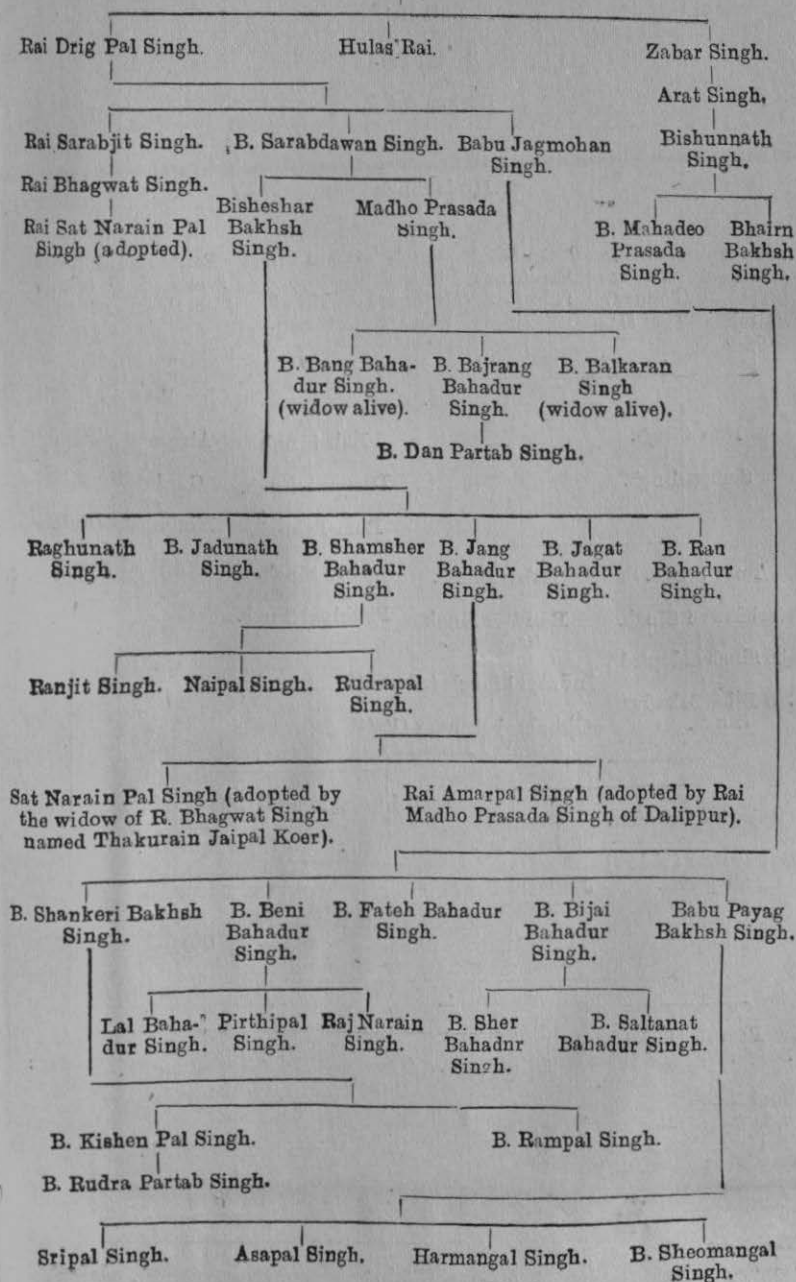 Rai Drig Pal Singh. Hulas Rai. Zabar Singh.
Arat Singh.
Rai Sarabjit Singh. B. Sarabdawan Singh. Babu Jagmohan Singh. Bishunnath Singh.
Rai Bhagwat Singh.
Rai Sat Narain Pal
Singh (adopted).
Bisheshar
Bakhsh
Singh.
Madho Prasada
Singh.
B. Mahadeo
Prasada
Singh.
Bhairn
Bakhsh
Singh.
B. Bang Baha-
dur Singh.
(widow alive).
B. Bajrang
Bahadur
Singh.
B. Balkaran
Singh
(widow alive).
B. Dan Partab Singh.
Raghunath
Singh.
B. Jadunath
Singh.
B. Shamsher
Bahadur
Singh.
B. Jang
Bahadur
Singh.
B. Jagat
Bahadur
Singh.
B. Ran
Bahadur
Singh.
Ranjit Singh. Naipal Singh. Rudrapal
Singh.
Sat Narain Pal Singh (adopted by
the widow of R. Bhagwat Singh
named Thakurain Jaipal Koer).
Rai Amarpal Singh (adopted by Rai
Madho Prasada Singh of Dalippur).
B. Shankeri Bakhsh
Singh.
B. Beni
Bahadur
Singh.
B. Fateh Bahadur
Singh.
B. Bijai
Bahadur
Singh.
Babu Payag
Bakhsh Singh.
Lal Baha-
dur Singh.
Pirthipal
Singh.
Raj Narain
Singh.
B. Sher
Bahadnr
Singh.
B. Saltanat
Bahadur Singh.
B. Kishen Pal Singh. B. Rampal Singh.
B. Rudra Partab Singh.
Sripal Singh. Asapal Singh. Harmangal Singh. B. Sheomangal
Singh.